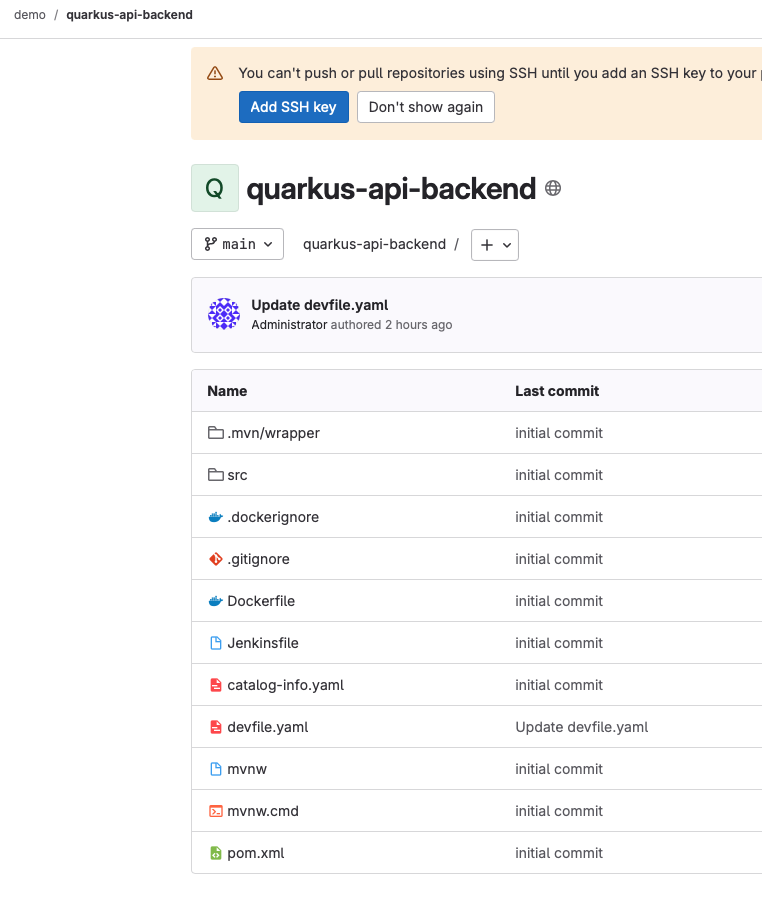 demo / quarkus-api-backend
You can't push or pull repositories using SSH until you add an SSH key to your
Add SSH key Don't show again
Q quarkus-api-backend
main quarkus-api-backend / +
Update devfile.yaml
Administrator authored 2 hours ago
Name Last commit
.mvn/wrapper initial commit
src initial commit
.dockerignore initial commit
.gitignore initial commit
Dockerfile initial commit
Jenkinsfile initial commit
catalog-info.yaml initial commit
devfile.yaml Update devfile.yaml
mvnw initial commit
mvnw.cmd initial commit
pom.xml initial commit